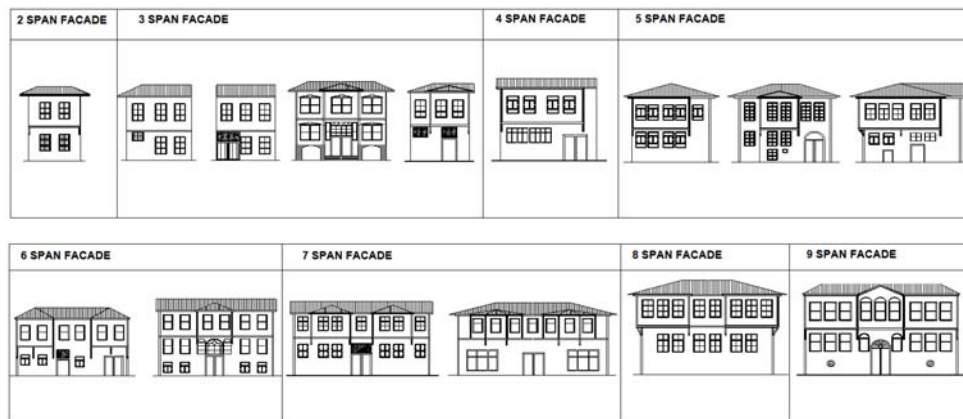 2 SPAN FACADE
3 SPAN FACADE
4 SPAN FACADE
5 SPAN FACADE
6 SPAN FACADE
7 SPAN FACADE
8 SPAN FACADE
9 SPAN FACADE